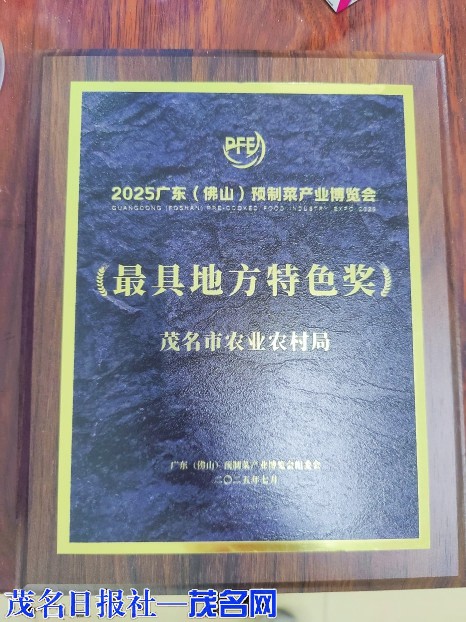 PFE
2025广东（佛山）预制菜产业博览会
GUANGDONG (FOSHAN) PRE-COOKED FOOD INDUSTRY EXPO 2025
最具地方特色奖
茂名市农业农村局
广东（佛山）预制菜产业博览会组委会
二〇二五年七月
茂名日报社—茂名网